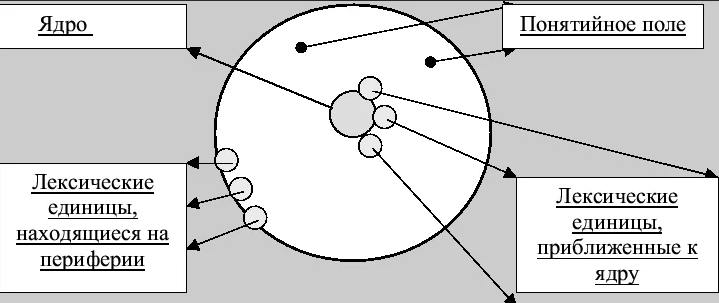 Ядро
Понятийное поле
Лексические
единицы,
находящиеся на
периферии
Лексические
единицы,
приближенные к
ядру